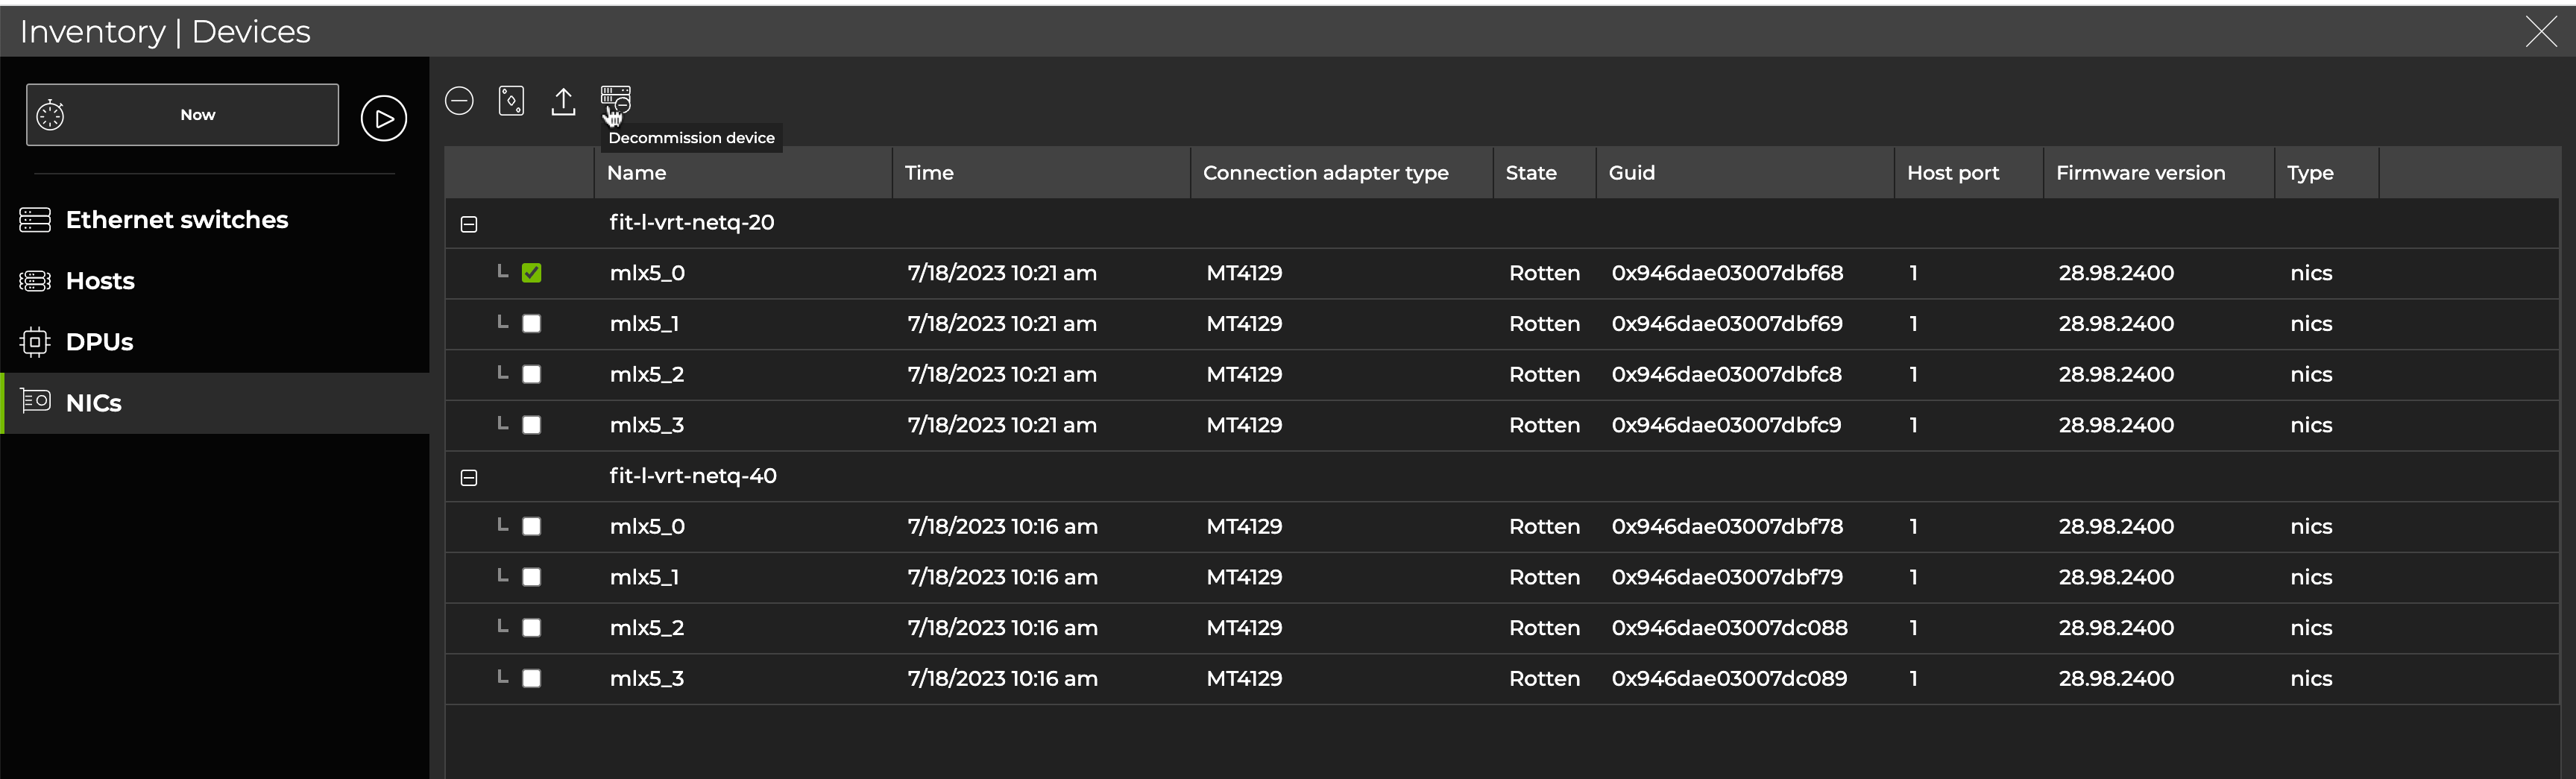 Inventory | Devices
Now
Decommission device
Ethernet switches
Hosts
DPUs
NICs
Name Time Connection adapter type State Guid Host port Firmware version Type
fit-l-vrt-netq-20
mlx5_0 7/18/2023 10:21 am MT4129 Rotten 0x946dae03007dbf68 1 28.98.2400 nics
mlx5_1 7/18/2023 10:21 am MT4129 Rotten 0x946dae03007dbf69 1 28.98.2400 nics
mlx5_2 7/18/2023 10:21 am MT4129 Rotten 0x946dae03007dbfc8 1 28.98.2400 nics
mlx5_3 7/18/2023 10:21 am MT4129 Rotten 0x946dae03007dbfc9 1 28.98.2400 nics
fit-l-vrt-netq-40
mlx5_0 7/18/2023 10:16 am MT4129 Rotten 0x946dae03007dbf78 1 28.98.2400 nics
mlx5_1 7/18/2023 10:16 am MT4129 Rotten 0x946dae03007dbf79 1 28.98.2400 nics
mlx5_2 7/18/2023 10:16 am MT4129 Rotten 0x946dae03007dc088 1 28.98.2400 nics
mlx5_3 7/18/2023 10:16 am MT4129 Rotten 0x946dae03007dc089 1 28.98.2400 nics